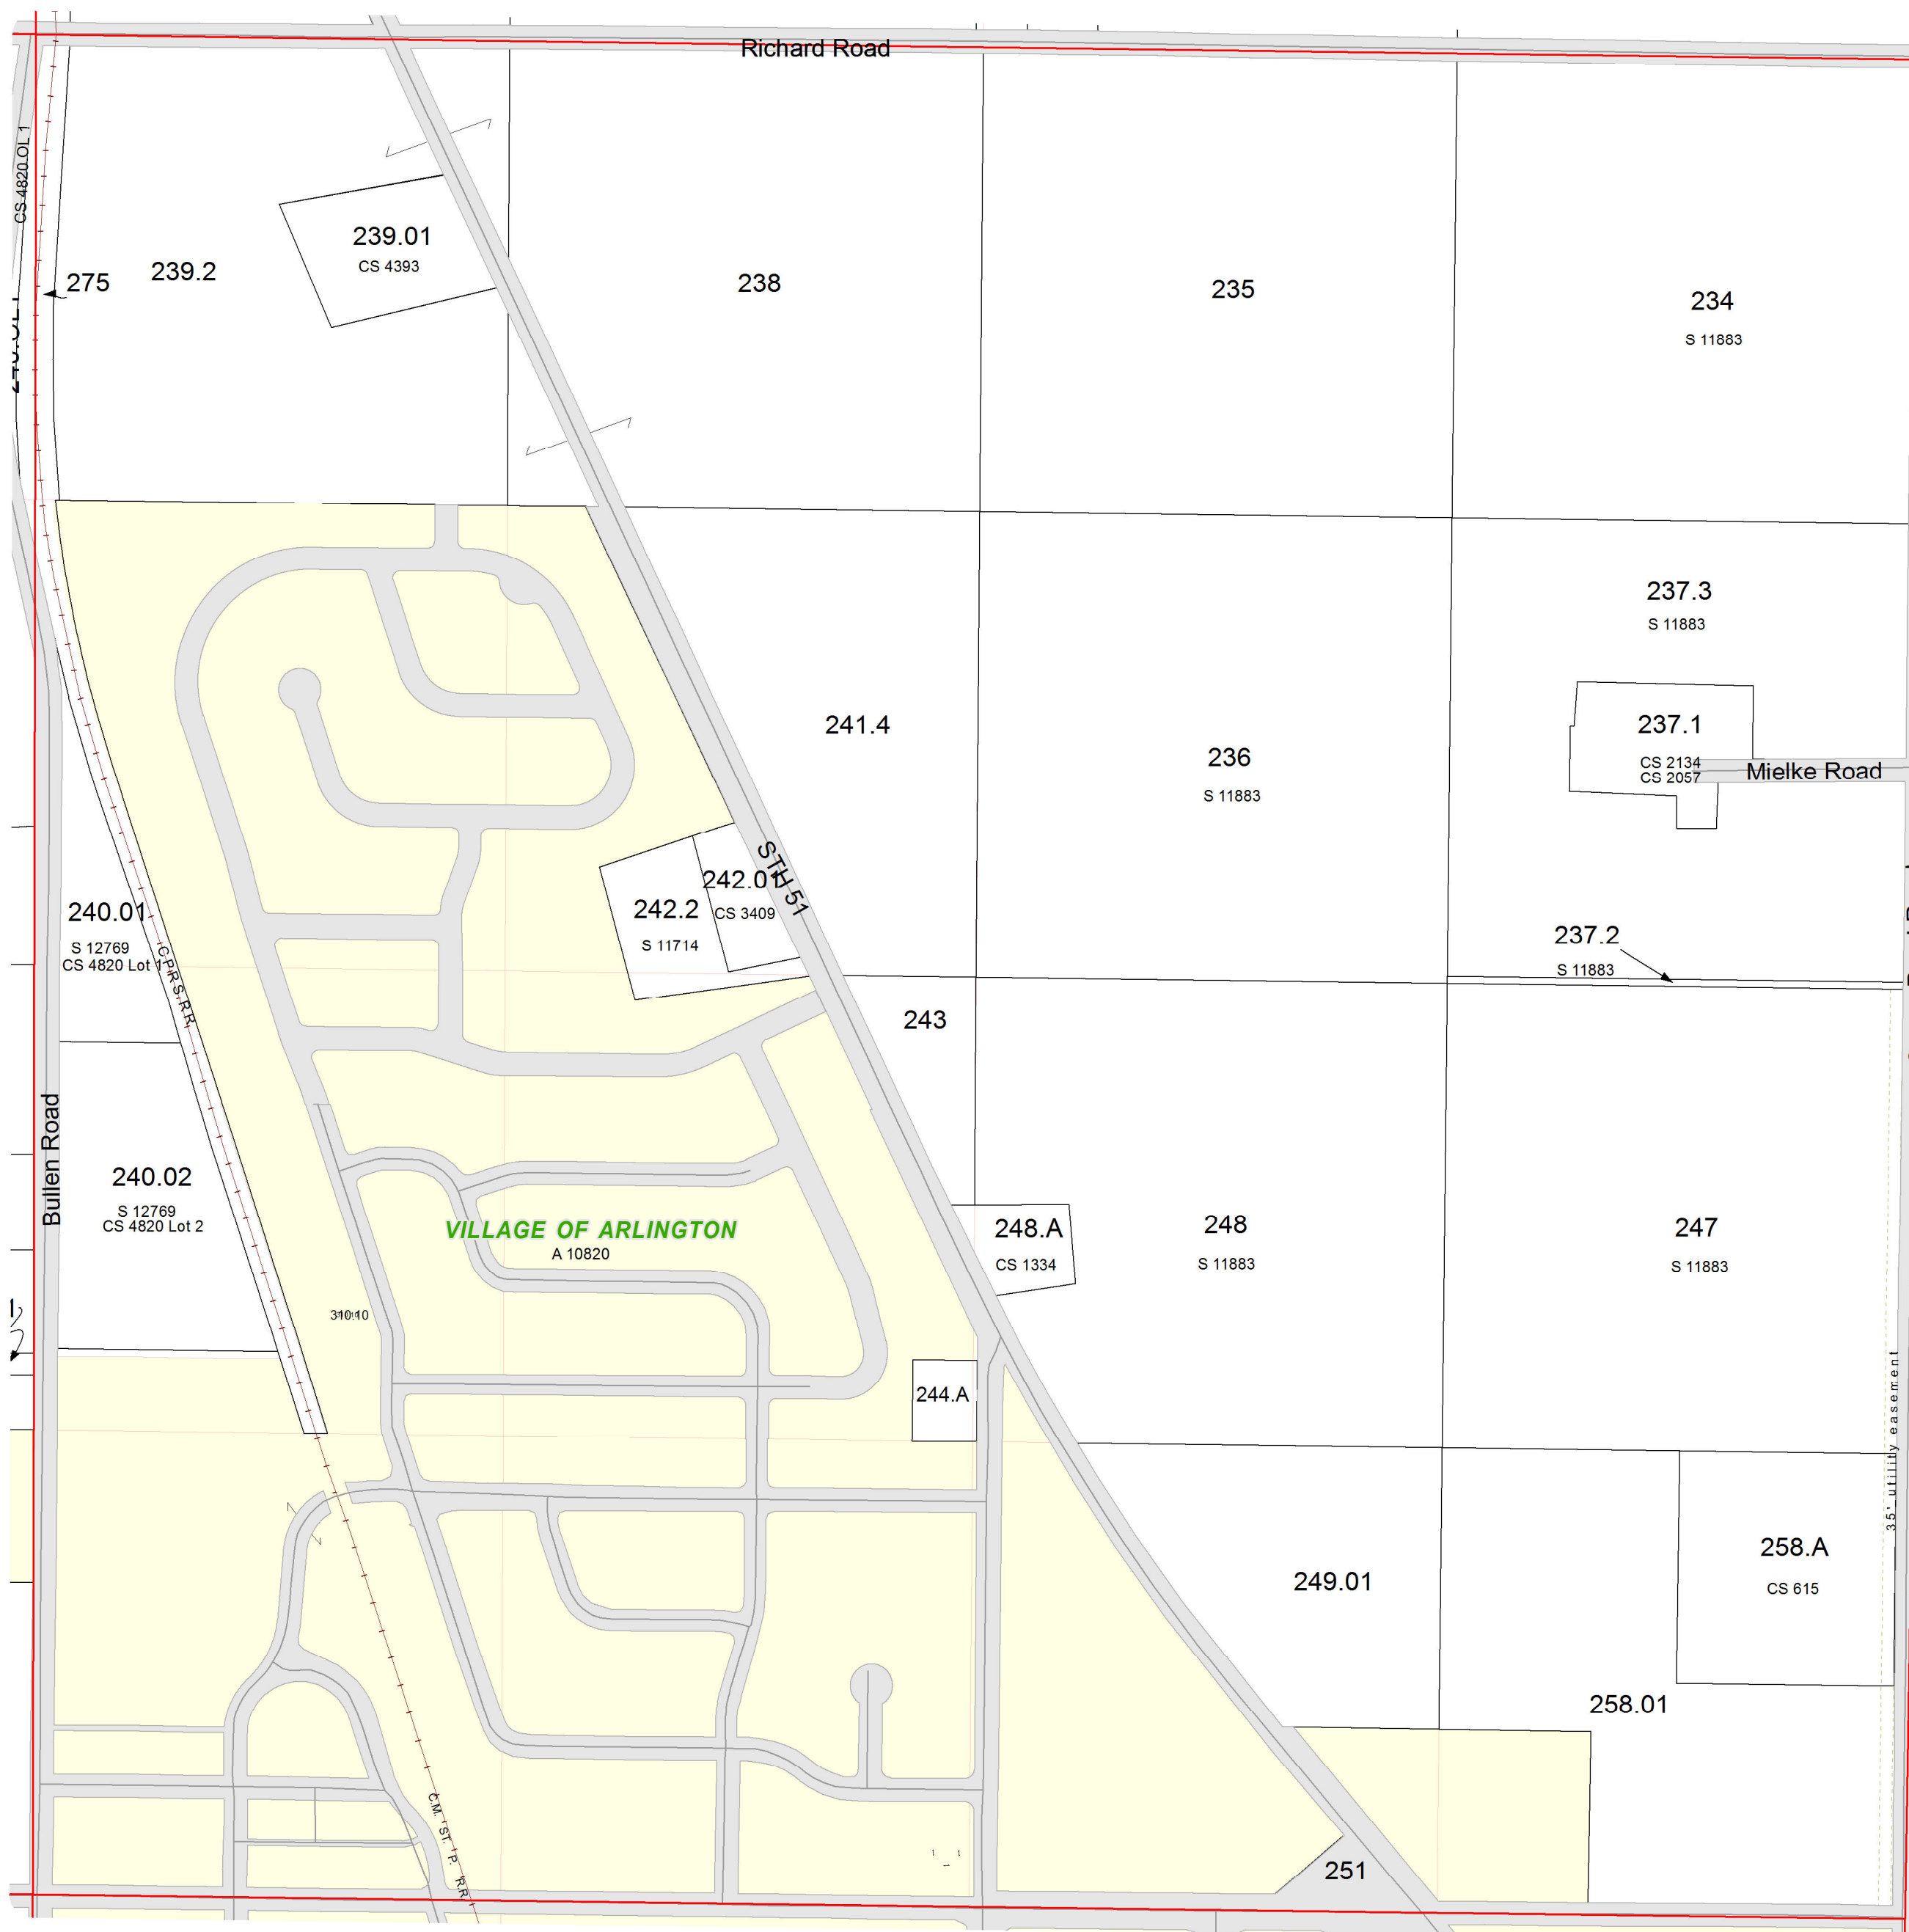 Richard Road
CS 4820 OL 1
239.01
CS 4393
275
239.2
238
235
234
S 11883
237.3
S 11883
241.4
237.1
CS 2134
CS 2057
Mielke Road
236
S 11883
STH 51
242.01
CS 3409
242.2
S 11714
240.01
S 12769
CS 4820 Lot 1
C.P.R.S.R.R
237.2
S 11883
243
Bullen Road
240.02
S 12769
CS 4820 Lot 2
VILLAGE OF ARLINGTON
A 10820
248.A
CS 1334
248
S 11883
247
S 11883
310.10
244.A
35' utility easement
249.01
258.A
CS 615
258.01
C.M. ST. P. R.R
251